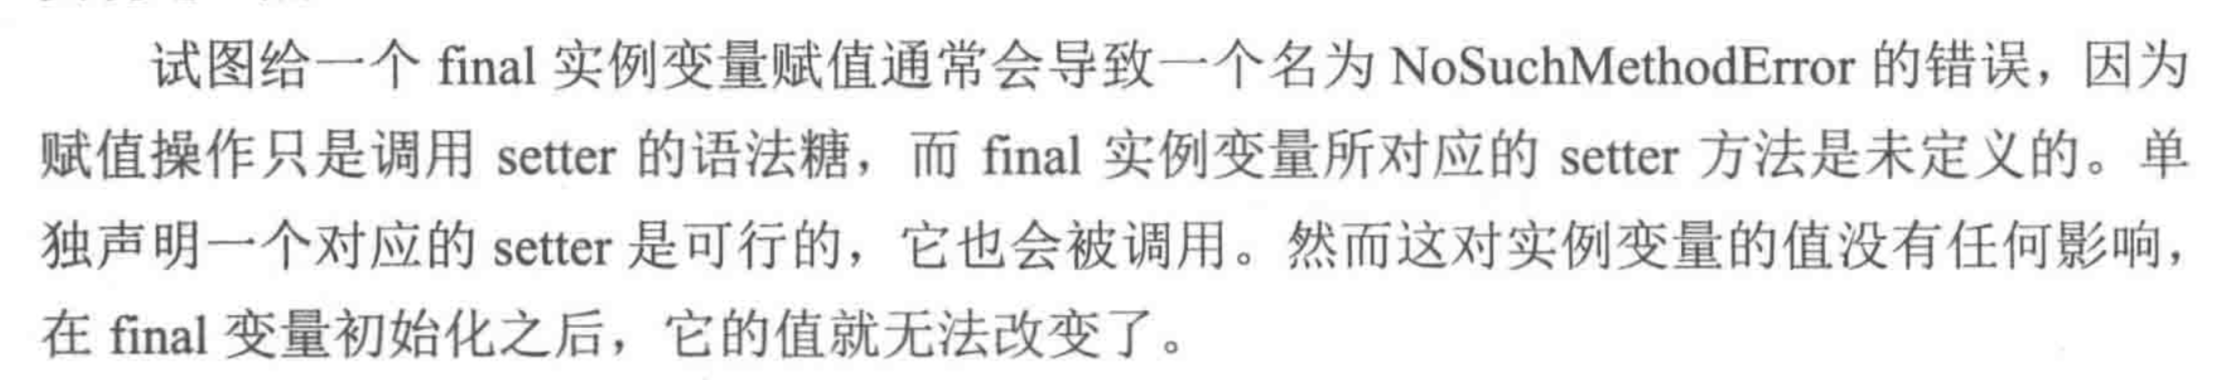 试图给一个 final 实例变量赋值通常会导致一个名为 NoSuchMethodError 的错误，因为
赋值操作只是调用 setter 的语法糖，而 final 实例变量所对应的 setter 方法是未定义的。单
独声明一个对应的 setter 是可行的，它也会被调用。然而这对实例变量的值没有任何影响，
在 final 变量初始化之后，它的值就无法改变了。